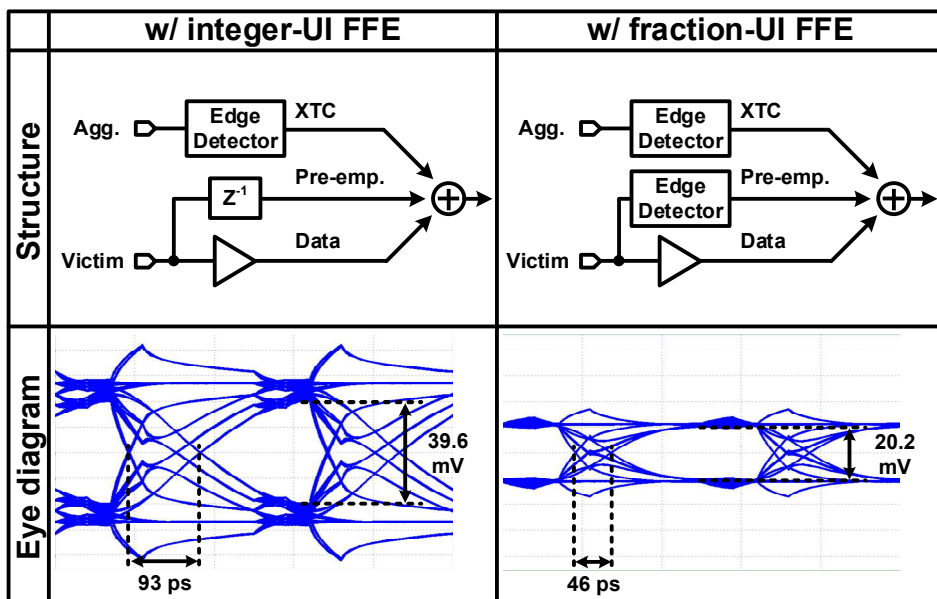 w/ integer-UI FFE
w/ fraction-UI FFE
Structure
Agg.
Edge
Detector
XTC
Z-1
Pre-emp.
Victim
Data
Agg.
Edge
Detector
XTC
Edge
Detector
Pre-emp.
Victim
Data
Eye diagram
39.6
mV
93 ps
20.2
mV
46 ps